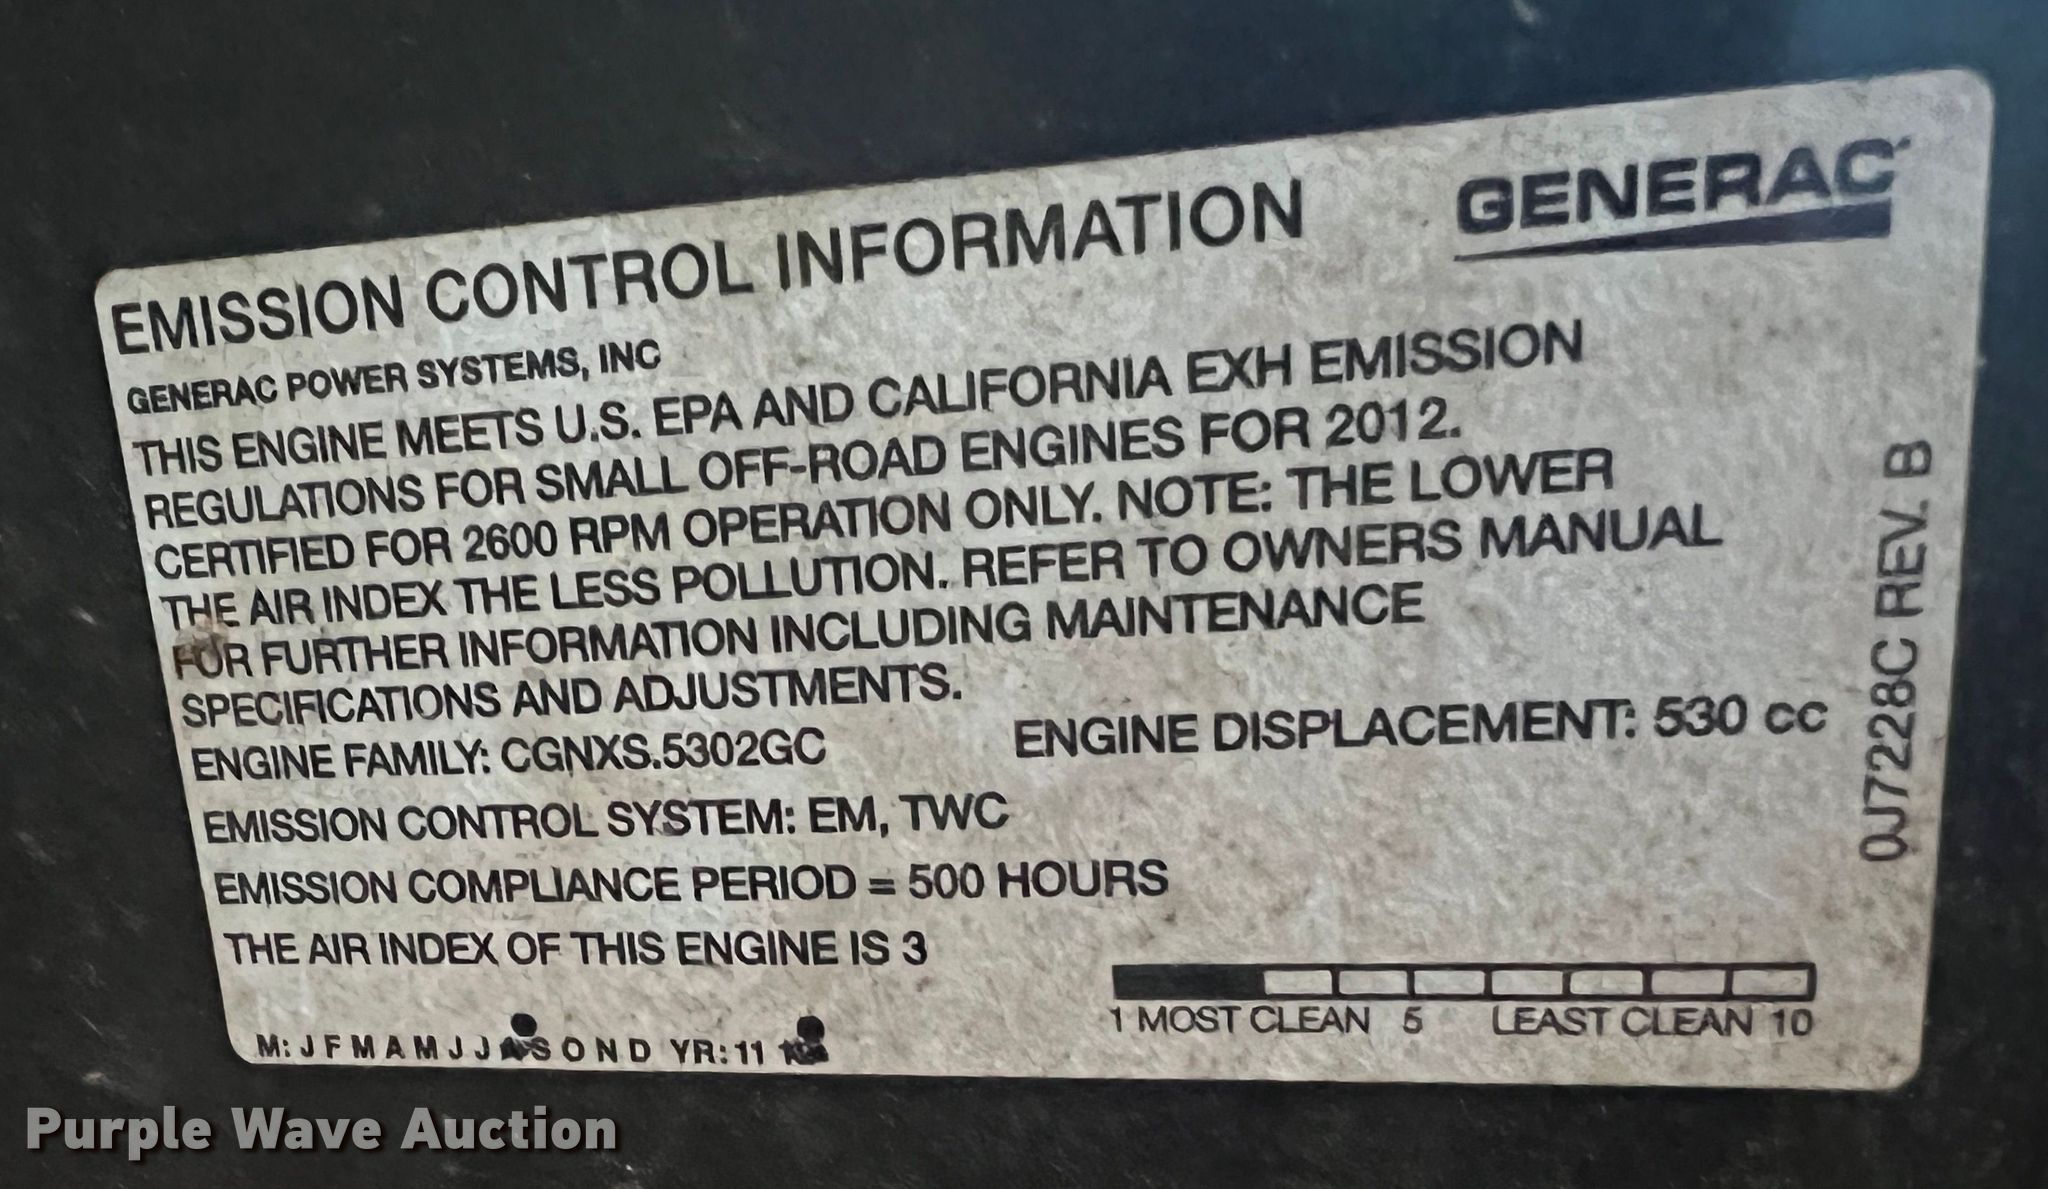 GENERAC
EMISSION CONTROL INFORMATION
GENERAC POWER SYSTEMS, INC
THIS ENGINE MEETS U.S. EPA AND CALIFORNIA EXH EMISSION
REGULATIONS FOR SMALL OFF-ROAD ENGINES FOR 2012.
CERTIFIED FOR 2600 RPM OPERATION ONLY. NOTE: THE LOWER
THE AIR INDEX THE LESS POLLUTION. REFER TO OWNERS MANUAL
FOR FURTHER INFORMATION INCLUDING MAINTENANCE
SPECIFICATIONS AND ADJUSTMENTS.
ENGINE FAMILY: CGNXS.5302GC ENGINE DISPLACEMENT: 530 cc
EMISSION CONTROL SYSTEM: EM, TWC
EMISSION COMPLIANCE PERIOD = 500 HOURS
THE AIR INDEX OF THIS ENGINE IS 3
1 MOST CLEAN 5 LEAST CLEAN 10
M: J F M A M J J S O N D YR: 11
0J7228C REV. B
Purple Wave Auction